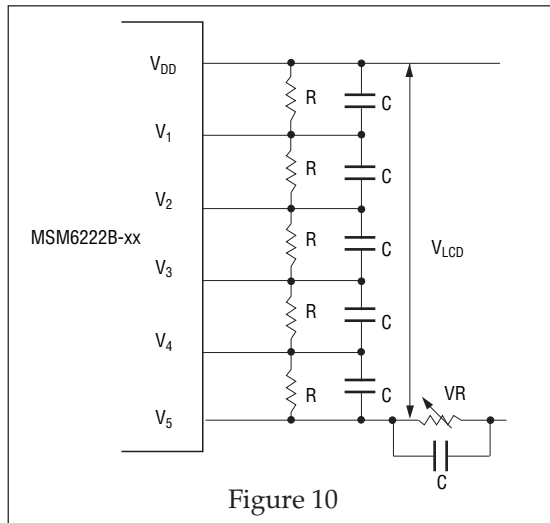 V_DD
R
C
V_1
R
C
V_2
MSM6222B-xx
R
C
V_LCD
V_3
R
C
V_4
R
C
VR
V_5
C
Figure 10